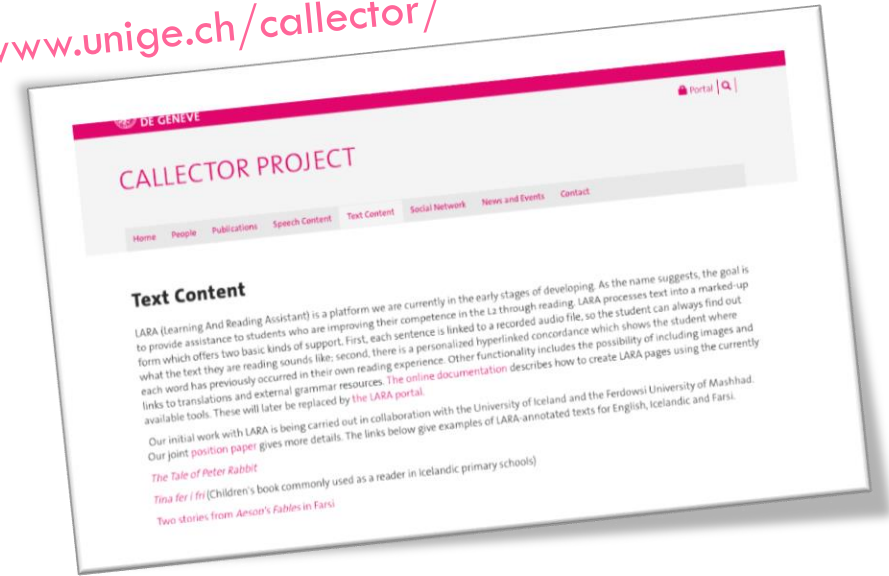 www.unige.ch/callector/
DE GENÈVE
Portal
CALLECTOR PROJECT
Home People Publications Speech Content Text Content Social Network News and Events Contact
Text Content
LARA (Learning And Reading Assistant) is a platform we are currently in the early stages of developing. As the name suggests, the goal is
to provide assistance to students who are improving their competence in the L2 through reading. LARA processes text into a marked-up
form which offers two basic kinds of support. First, each sentence is linked to a recorded audio file, so the student can always find out
what the text they are reading sounds like; second, there is a personalized hyperlinked concordance which shows the student where
each word has previously occurred in their own reading experience. Other functionality includes the possibility of including images and
links to translations and external grammar resources. The online documentation describes how to create LARA pages using the currently
available tools. These will later be replaced by the LARA portal.
Our initial work with LARA is being carried out in collaboration with the University of Iceland and the Ferdowsi University of Mashhad.
Our joint position paper gives more details. The links below give examples of LARA-annotated texts for English, Icelandic and Farsi.
The Tale of Peter Rabbit
Tina fer í frí (Children's book commonly used as a reader in Icelandic primary schools)
Two stories from Aeson's Fables in Farsi